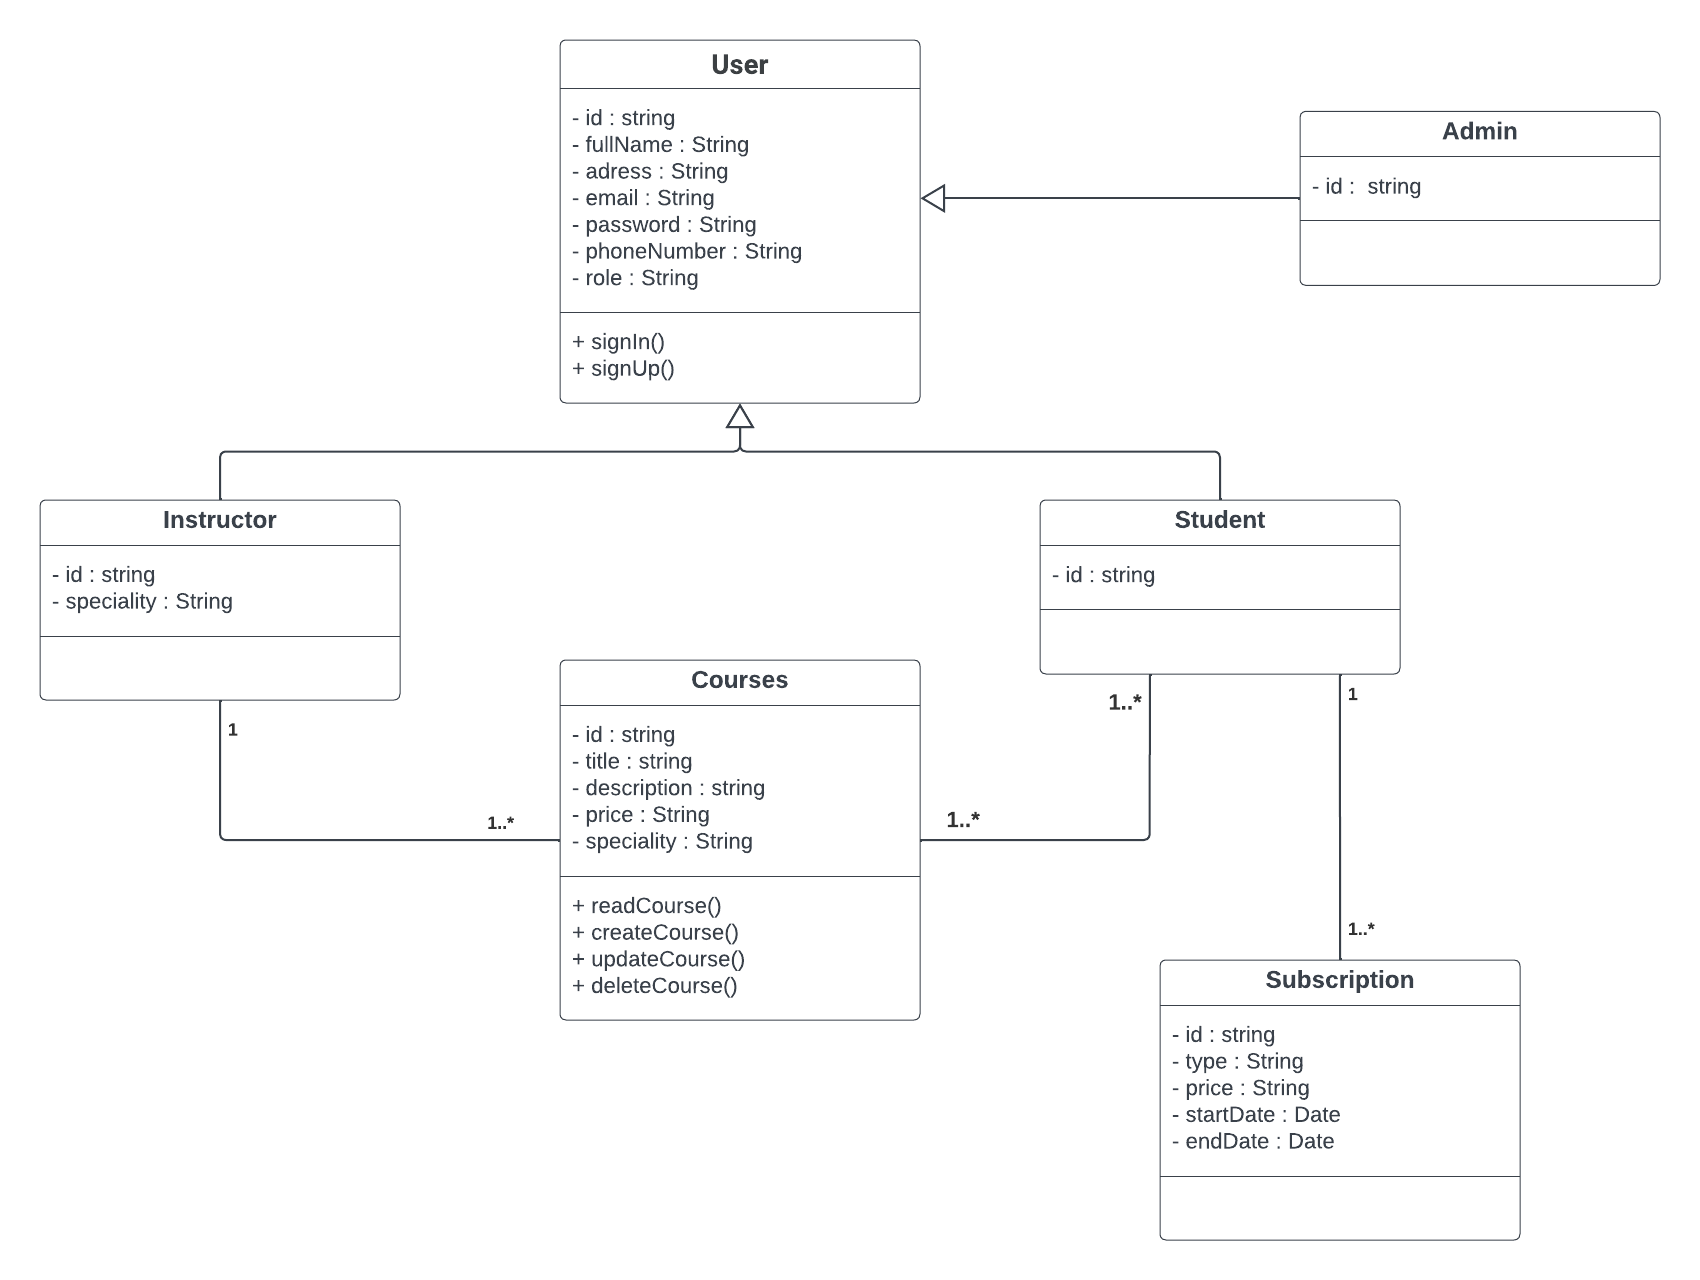 User
- id : string
- fullName : String
- adress : String
- email : String
- password : String
- phoneNumber : String
- role : String
+ signIn()
+ signUp()
Admin
- id :  string
Instructor
- id : string
- speciality : String
1
1..*
Courses
- id : string
- title : string
- description : string
- price : String
- speciality : String
+ readCourse()
+ createCourse()
+ updateCourse()
+ deleteCourse()
Student
- id : string
1..*
1..*
1
1..*
Subscription
- id : string
- type : String
- price : String
- startDate : Date
- endDate : Date